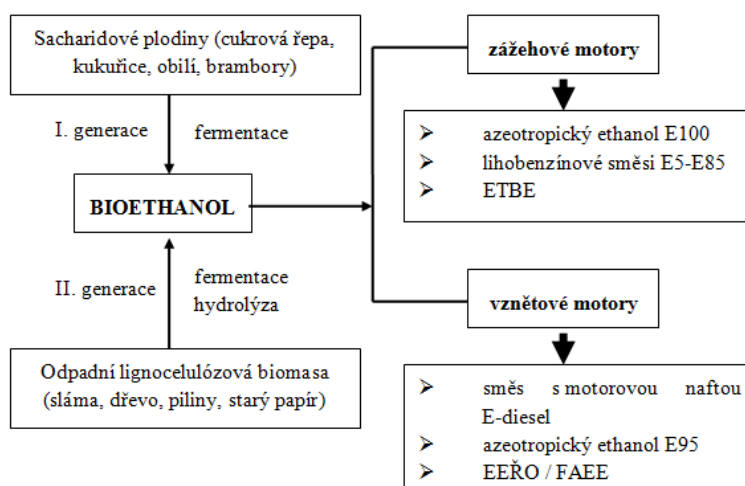 Sacharidové plodiny (cukrová řepa,
kukuřice, obilí, brambory)
I. generace
fermentace
BIOETHANOL
II. generace
fermentace
hydrolýza
Odpadní lignocelulózová biomasa
(sláma, dřevo, piliny, starý papír)
zážehové motory
➢ azeotropický ethanol E100
➢ lihobenzínové směsi E5-E85
➢ ETBE
vznětové motory
➢ směs s motorovou naftou
E-diesel
➢ azeotropický ethanol E95
➢ EEŘO / FAEE